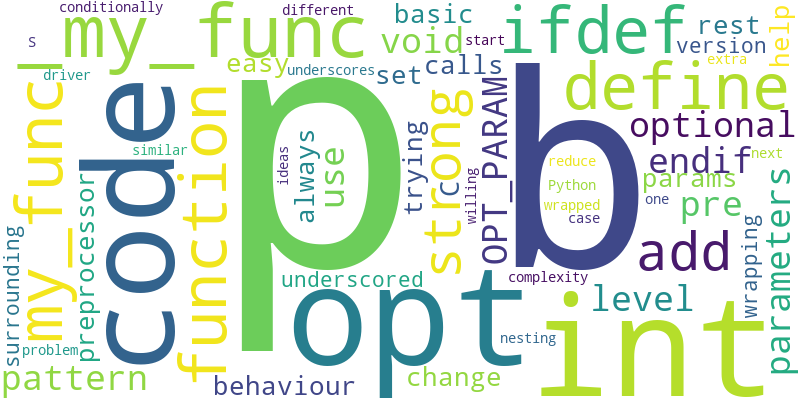 conditionally
different
_my_func
basic
ifdef
rest
help
S
void
start
version
driver
easy
underscores
set
calls
extra
my_func
code
function
p
b
define
similar
ideas
always
use
trying
strong
C
OPT_PARAM
optional
reduce
endif
next
Python
params
wrapped
one
case
pre
willing
preprocessor
surrounding
add
wrapping
parameters
underscored
opt
complexity
level
int
problem
nesting
pattern
behaviour
change